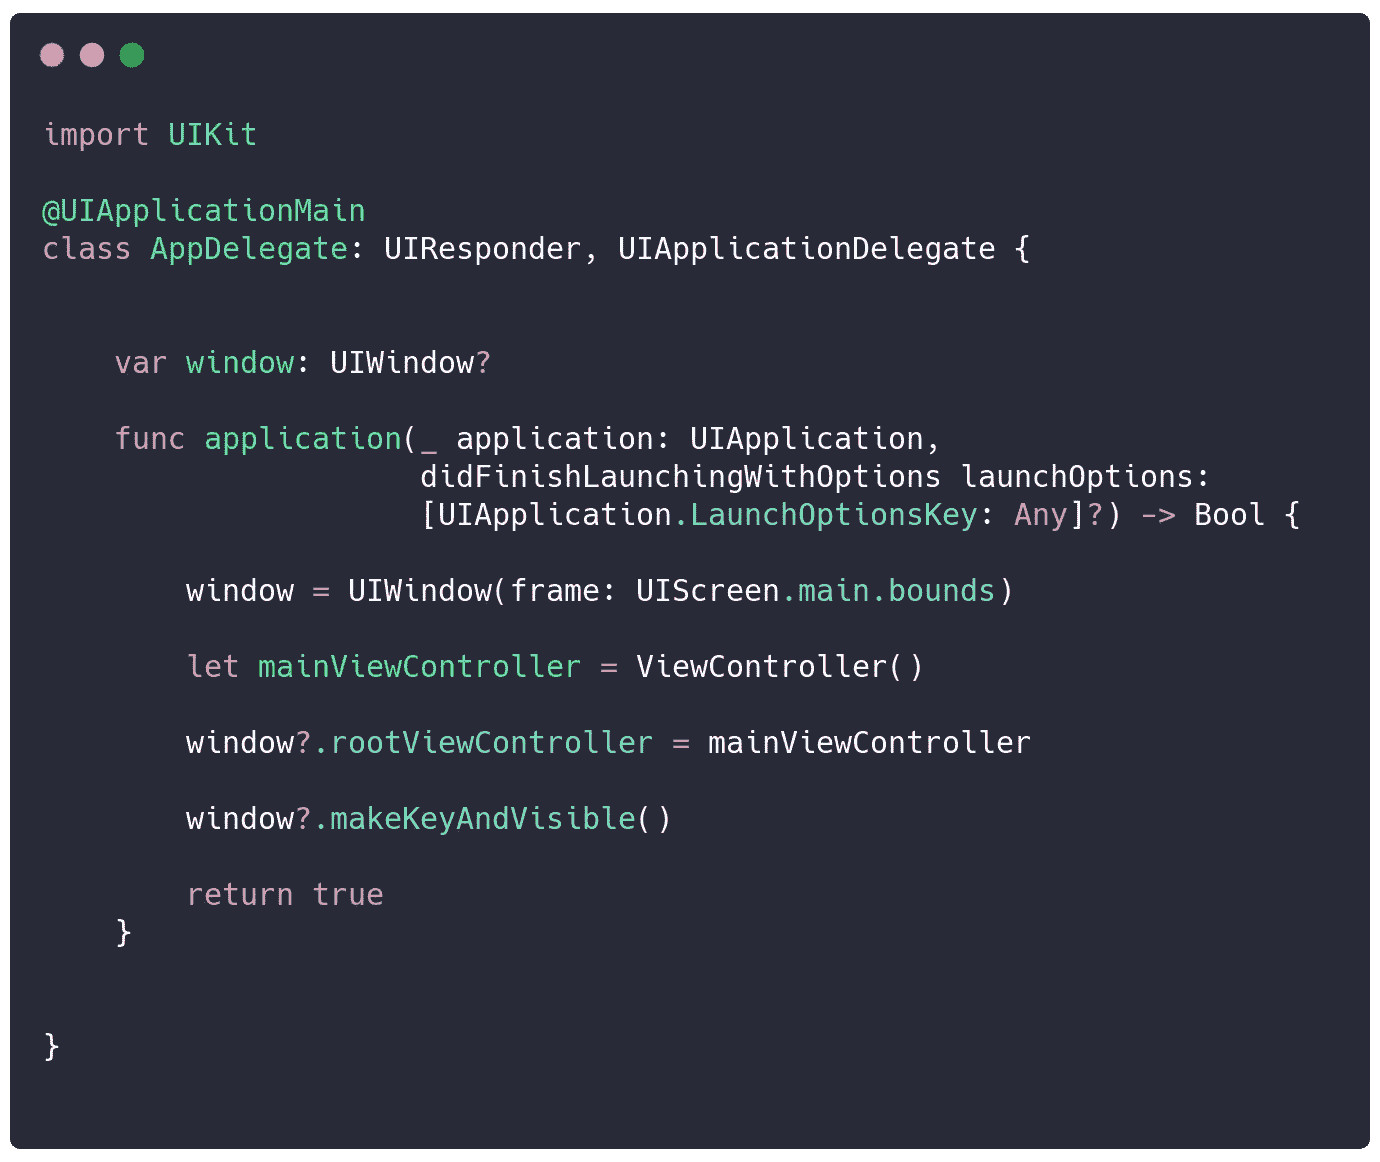 import UIKit
@UIApplicationMain
class AppDelegate: UIResponder, UIApplicationDelegate {
var window: UIWindow?
func application(_ application: UIApplication,
didFinishLaunchingWithOptions launchOptions:
[UIApplication.LaunchOptionsKey: Any]?) -> Bool {
window = UIWindow(frame: UIScreen.main.bounds)
let mainViewController = ViewController()
window?.rootViewController = mainViewController
window?.makeKeyAndVisible()
return true
}
}